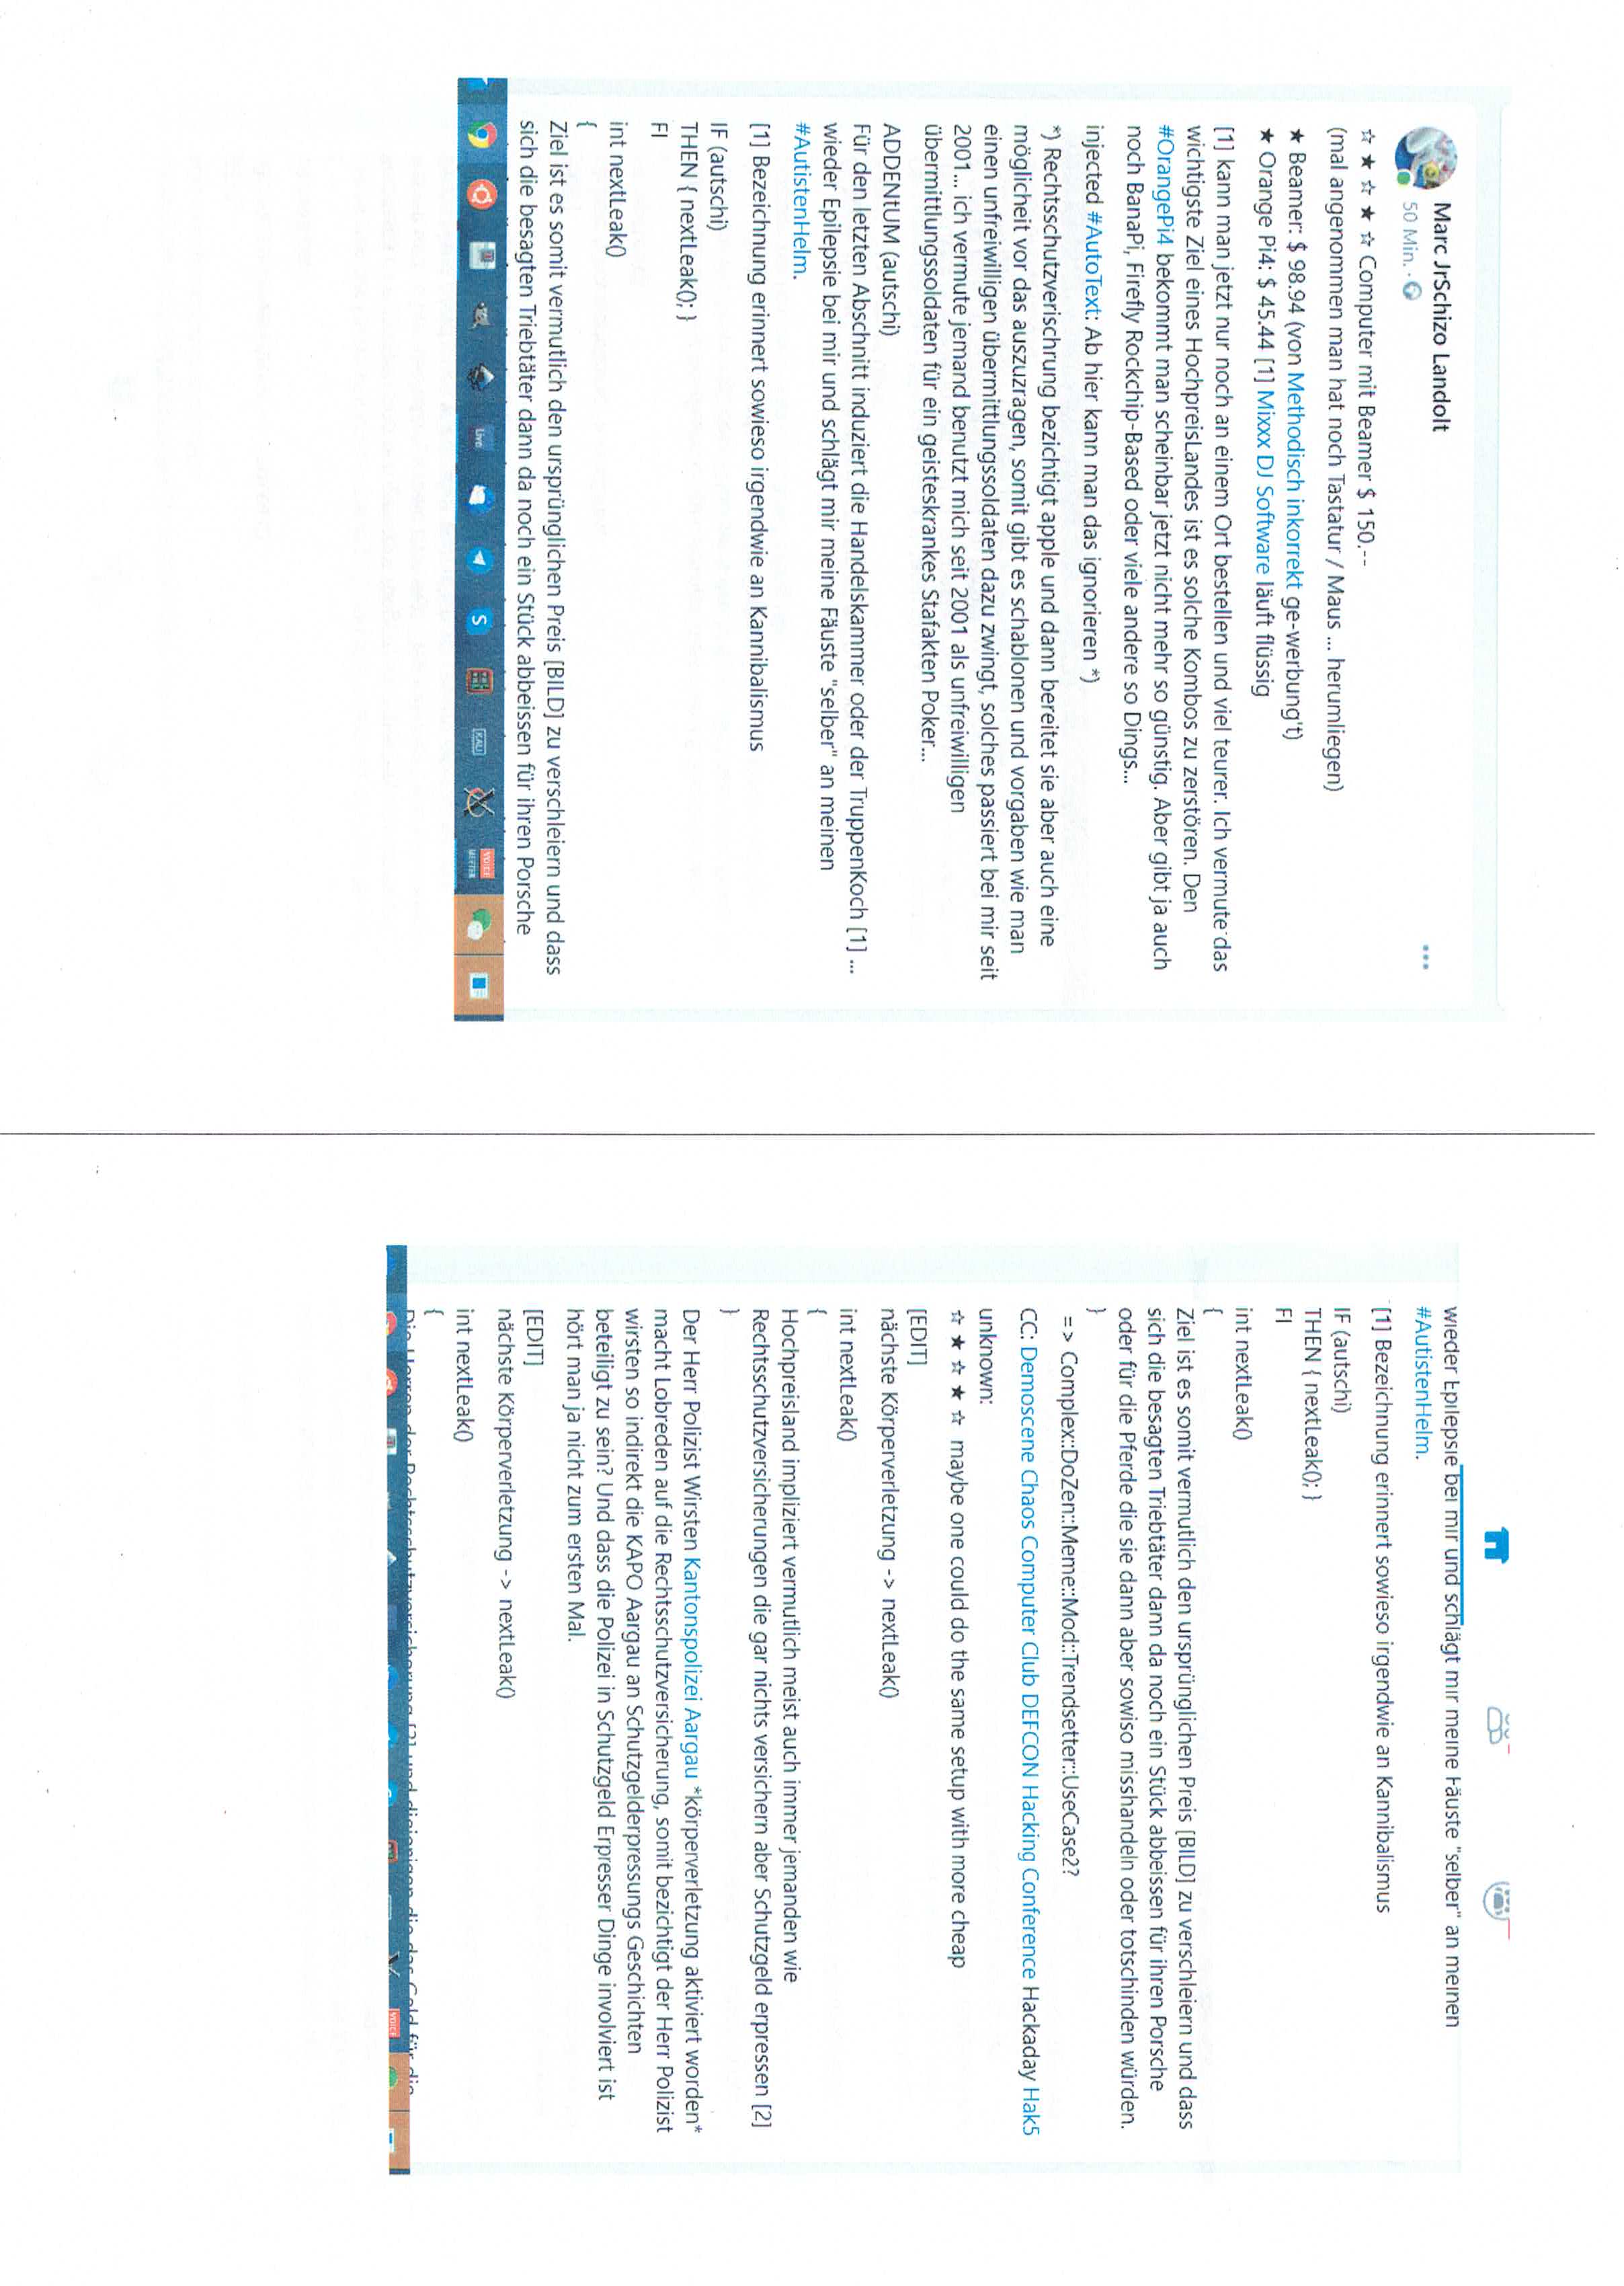 Marc JrSchizo Landolt
50 Min. ·
☆ ★ ☆ ★ ☆ Computer mit Beamer $ 150.--
(mal angenommen man hat noch Tastatur / Maus ... herumliegen)
★ Beamer: $ 98.94 (von Methodisch inkorrekt ge-werbung't)
★ Orange Pi4: $ 45.44 [1] Mixxx DJ Software läuft flüssig
[1] kann man jetzt nur noch an einem Ort bestellen und viel teurer. Ich vermute das
wichtigste Ziel eines HochpreisLandes ist es solche Kombos zu zerstören. Den
#OrangePi4 bekommt man scheinbar jetzt nicht mehr so günstig. Aber gibt ja auch
noch BanaPi, Firefly Rockchip-Based oder viele andere so Dings...
injected #AutoText: Ab hier kann man das ignorieren *)
*) Rechtsschutzverischrung bezichtigt apple und dann bereitet sie aber auch eine
möglicheit vor das auszuzragen, somit gibt es schablonen und vorgaben wie man
einen unfreiwilligen übermittlungssoldaten dazu zwingt, solches passiert bei mir seit
2001... ich vermute jemand benutzt mich seit 2001 als unfreiwilligen
übermittlungssoldaten für ein geisteskrankes Stafakten Poker...
ADDENtUM (autschi)
Für den letzten Abschnitt induziert die Handelskammer oder der TruppenKoch [1] ...
wieder Epilepsie bei mir und schlägt mir meine Fäuste "selber" an meinen
#AutistenHelm.
[1] Bezeichnung erinnert sowieso irgendwie an Kannibalismus
IF (autschi)
THEN { nextLeak(); }
FI
int nextLeak()
{
Ziel ist es somit vermutlich den ursprünglichen Preis [BILD] zu verschleiern und dass
sich die besagten Triebtäter dann da noch ein Stück abbeissen für ihren Porsche
Live
S
KALI
VOICE
MEETER
wieder Epilepsie bei mir und schlägt mir meine Fäuste "selber" an meinen
#AutistenHelm.
[1] Bezeichnung erinnert sowieso irgendwie an Kannibalismus
IF (autschi)
THEN { nextLeak(); }
FI
int nextLeak()
{
Ziel ist es somit vermutlich den ursprünglichen Preis [BILD] zu verschleiern und dass
sich die besagten Triebtäter dann da noch ein Stück abbeissen für ihren Porsche
oder für die Pferde die sie dann aber sowiso misshandeln oder totschinden würden.
}
=> Complex::DoZen::Meme::Mod::Trendsetter::UseCase2?
CC: Demoscene Chaos Computer Club DEFCON Hacking Conference Hackaday Hak5
unknown:
☆ ★ ☆ ★ ☆ maybe one could do the same setup with more cheap
[EDIT]
nächste Körperverletzung -> nextLeak()
int nextLeak()
{
Hochpreisland impliziert vermutlich meist auch immer jemanden wie
Rechtsschutzversicherungen die gar nichts versichern aber Schutzgeld erpressen [2]
}
Der Herr Polizist Wirsten Kantonspolizei Aargau *körperverletzung aktiviert worden*
macht Lobreden auf die Rechtsschutzversicherung, somit bezichtigt der Herr Polizist
wirsten so indirekt die KAPO Aargau an Schutzgelderpressungs Geschichten
beteiligt zu sein? Und dass die Polizei in Schutzgeld Erpresser Dinge involviert ist
hört man ja nicht zum ersten Mal.
[EDIT]
nächste Körperverletzung -> nextLeak()
int nextLeak()
{
Die Herren der Rechtsschutzversicherung [2] und diejenigen die das Geld für die
VOICE